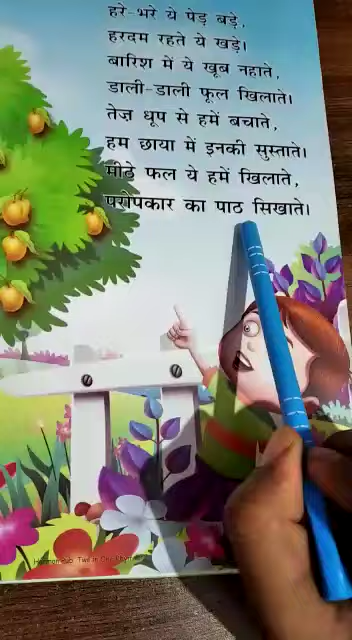 हरे-भरे ये पेड़ बड़े,
हरदम रहते ये खड़े।
बारिश में ये खूब नहाते,
डाली-डाली फूल खिलाते।
तेज़ धूप से हमें बचाते,
हम छाया में इनकी सुस्ताते।
मीठे फल ये हमें खिलाते,
परोपकार का पाठ सिखाते।